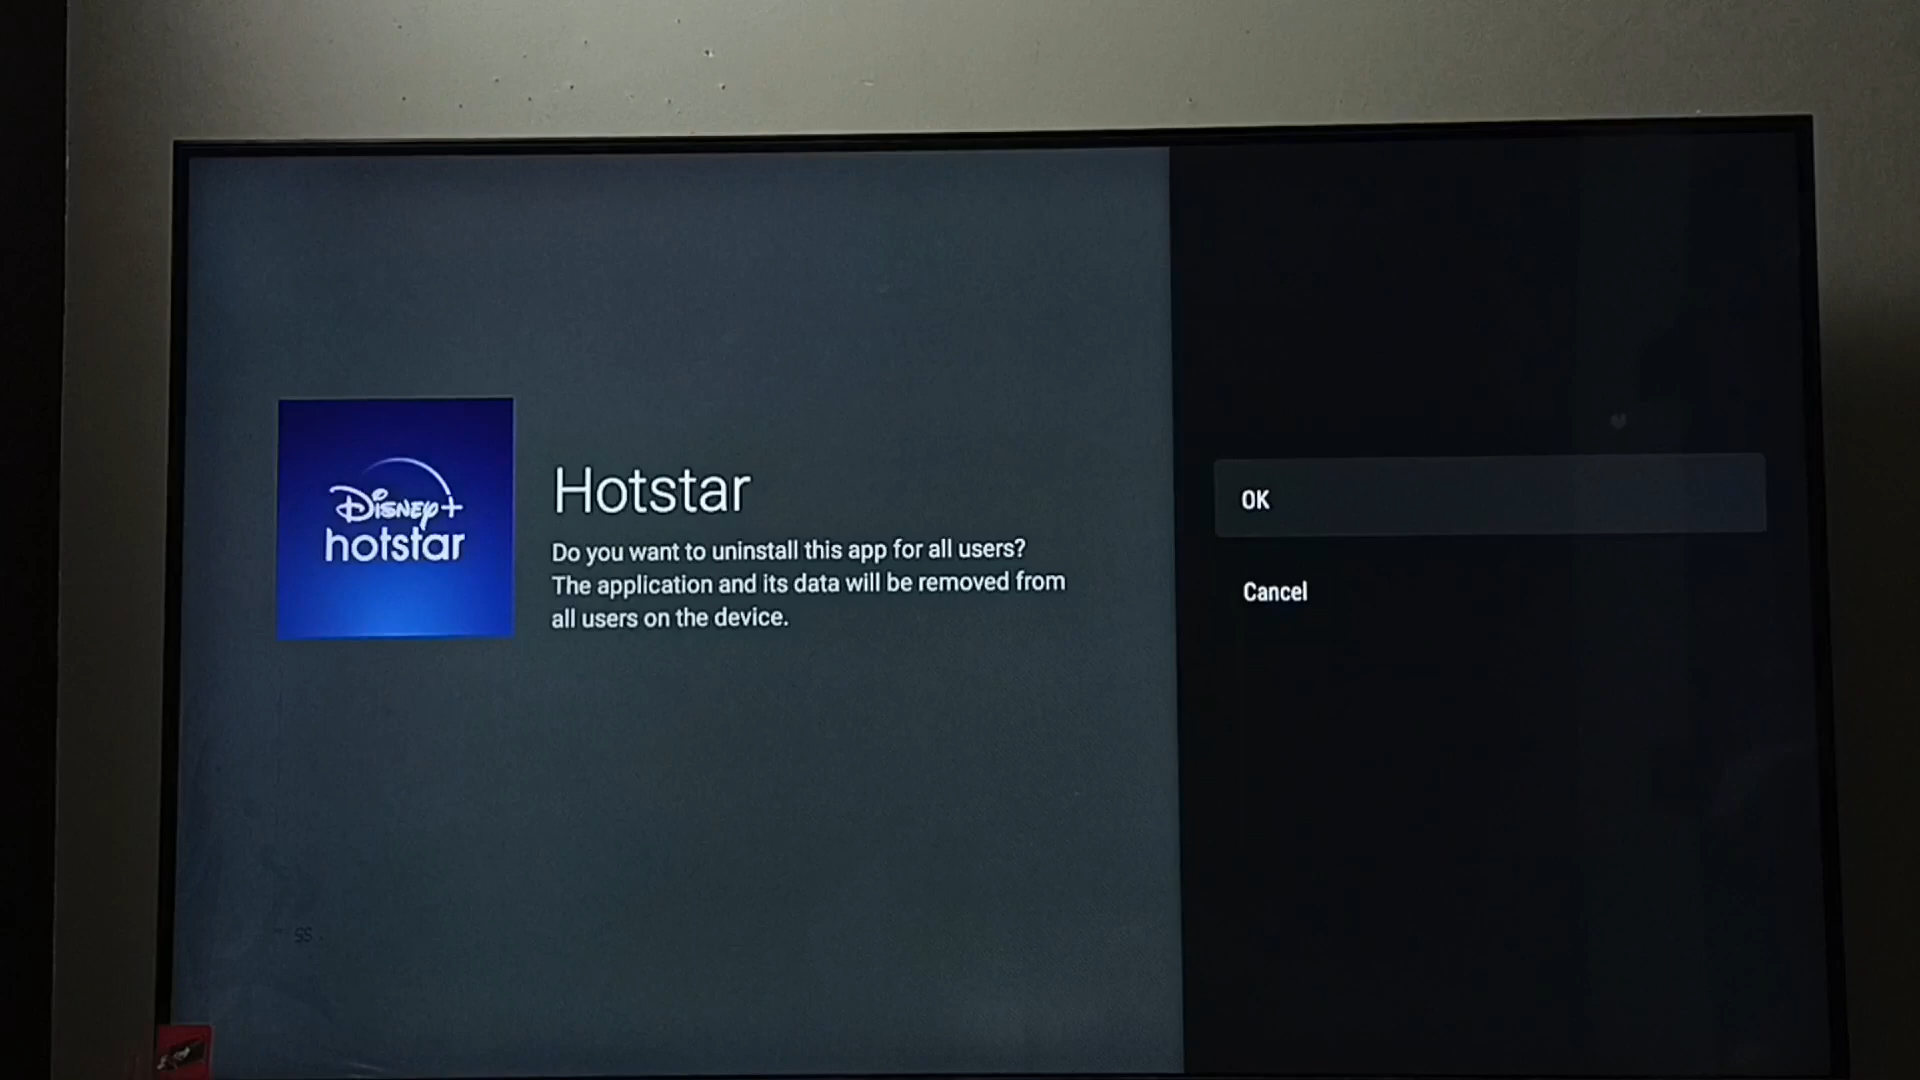 Disney+
hotstar
Hotstar
Do you want to uninstall this app for all users?
The application and its data will be removed from
all users on the device.
OK
Cancel